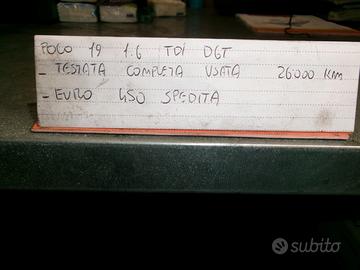 POLO 19 1.6 TDI DGT
- TESTATA COMPLETA USATA 26000 KM
- EURO 450 SPEDITA
subito